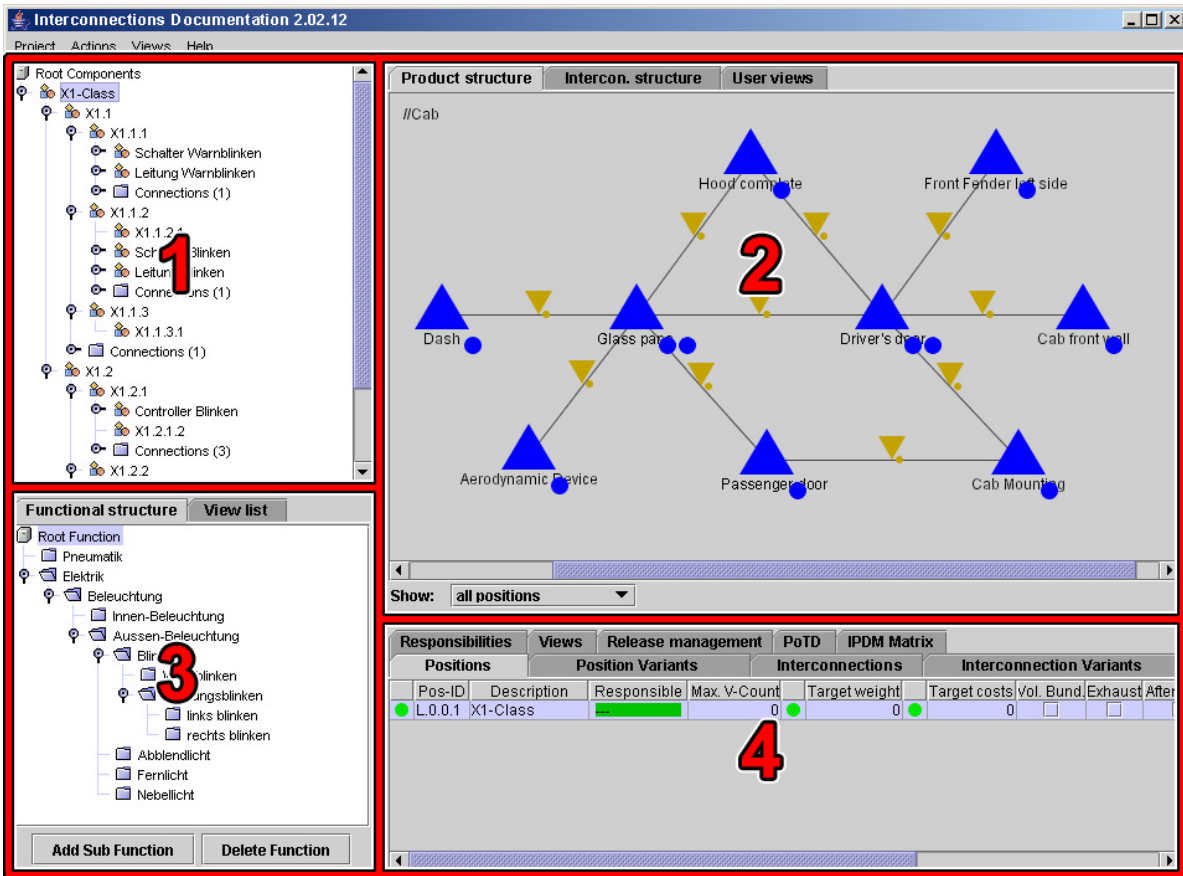 Interconnections Documentation 2.02.12
Project Actions Views Help
Root Components
X1-Class
X1.1
X1.1.1
Schalter Warnblinken
Leitung Warnblinken
Connections (1)
X1.1.2
X1.1.2.1
Blinken
Connections (1)
X1.1.3
X1.1.3.1
Connections (1)
X1.2
X1.2.1
Controller Blinken
X1.2.1.2
Connections (3)
X1.2.2
1
Product structure Intercon. structure User views
//Cab
Hood complete Front Fender left side
2
Dash Glass pane Driver's door Cab front wall
Aerodynamic Device Passenger door Cab Mounting
Show: all positions
Functional structure View list
Root Function
Pneumatik
Elektrik
Beleuchtung
Innen-Beleuchtung
Aussen-Beleuchtung
links blinken
rechts blinken
Abblendlicht
Fernlicht
Nebellicht
3
Add Sub Function Delete Function
Responsibilities Views Release management PoTD IPDM Matrix
Positions Position Variants Interconnections Interconnection Variants
Pos-ID Description Responsible Max. V-Count Target weight Target costs Vol. Bund. Exhaust After
L.0.0.1 X1-Class --- 0 0 0
4